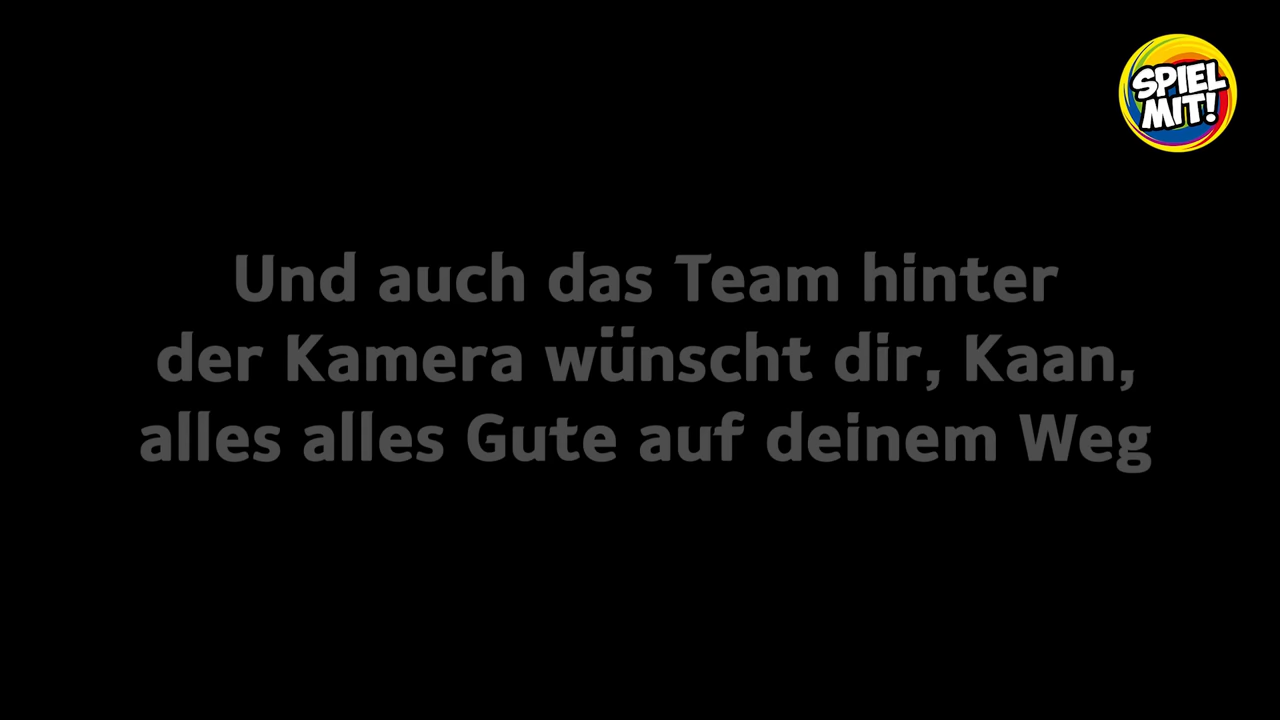 SPIEL
MIT!
Und auch das Team hinter
der Kamera wünscht dir, Kaan,
alles alles Gute auf deinem Weg